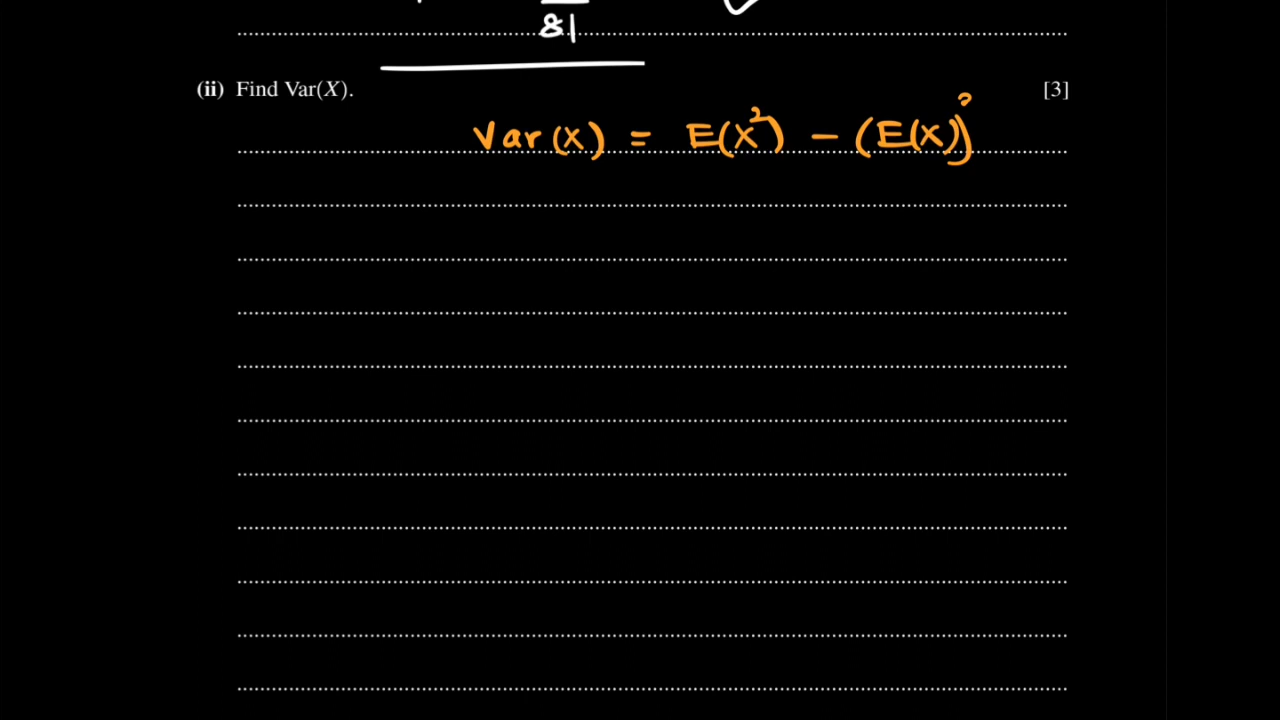 81
(ii) Find Var(X). [3]
Var (X) = E(X²) − (E(X))²